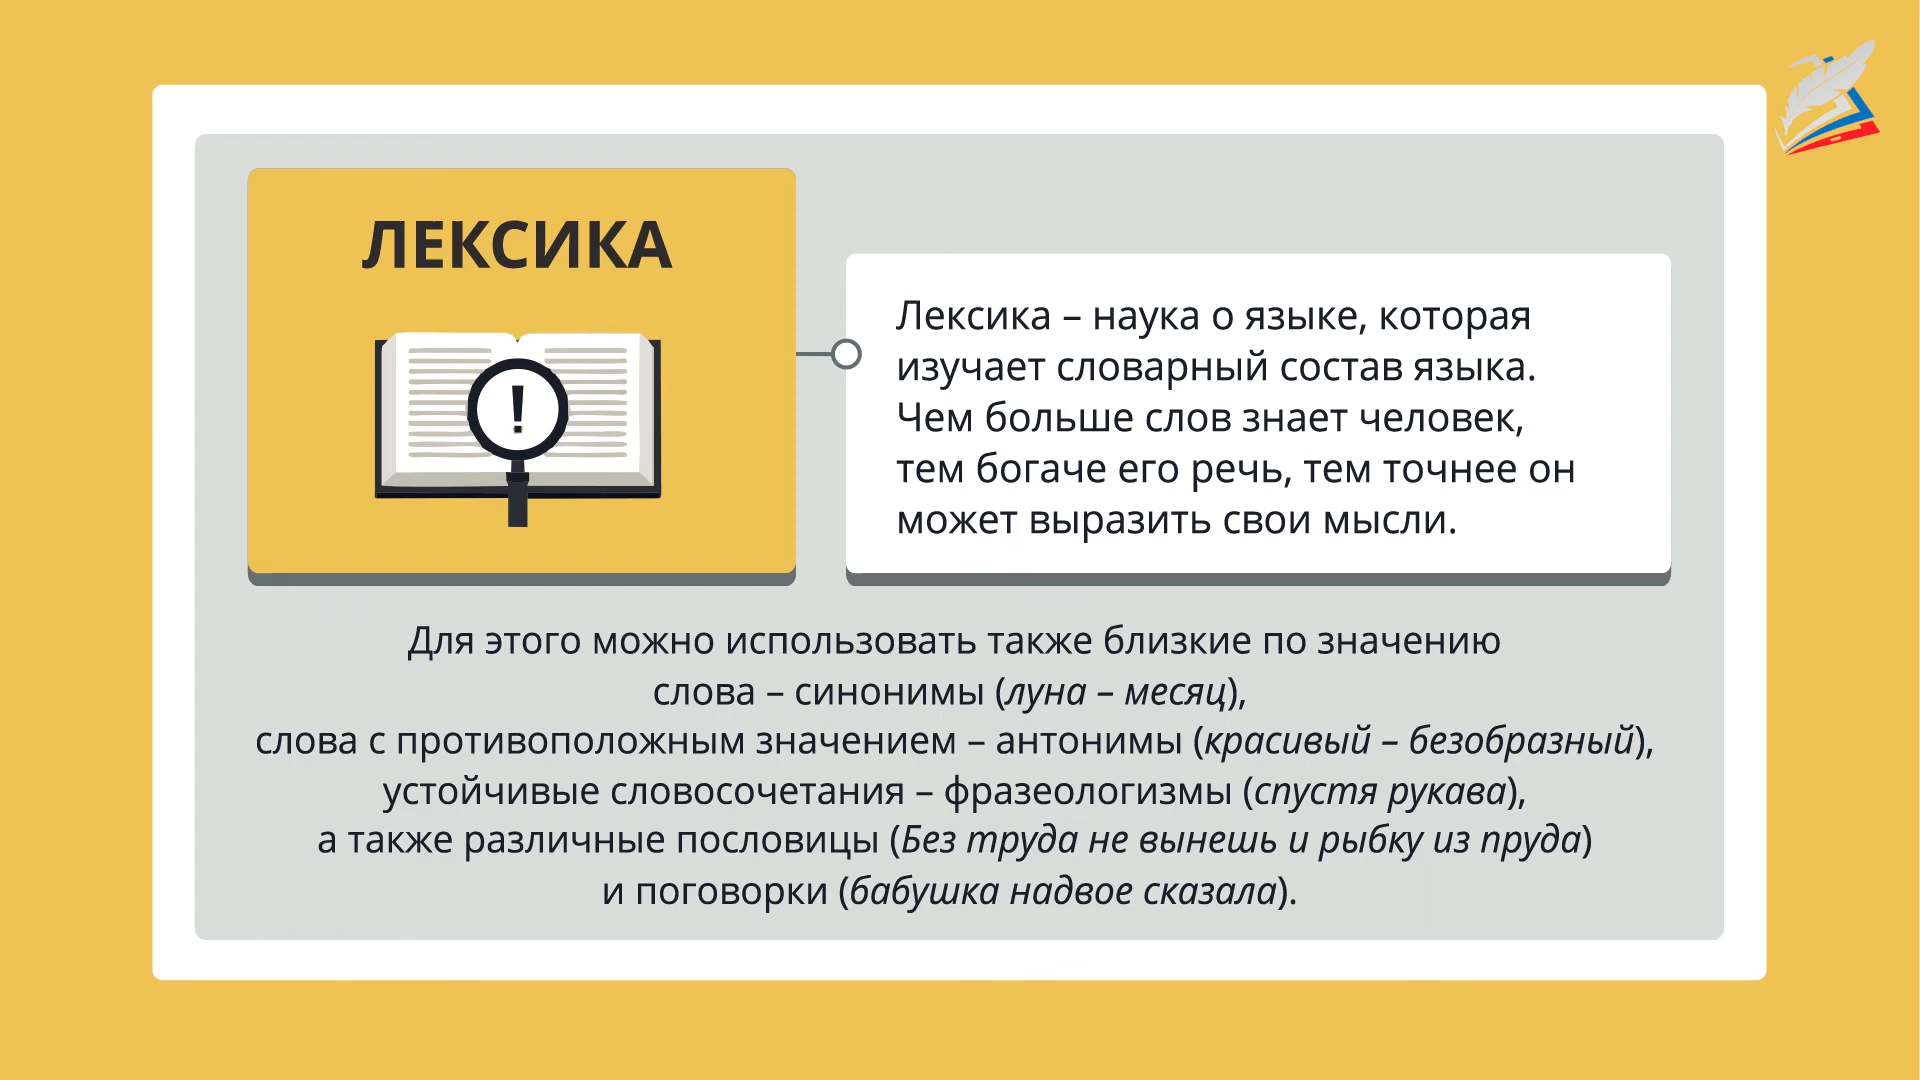 ЛЕКСИКА
!
Лексика – наука о языке, которая
изучает словарный состав языка.
Чем больше слов знает человек,
тем богаче его речь, тем точнее он
может выразить свои мысли.
Для этого можно использовать также близкие по значению
слова – синонимы (луна – месяц),
слова с противоположным значением – антонимы (красивый – безобразный),
устойчивые словосочетания – фразеологизмы (спустя рукава),
а также различные пословицы (Без труда не вынешь и рыбку из пруда)
и поговорки (бабушка надвое сказала).